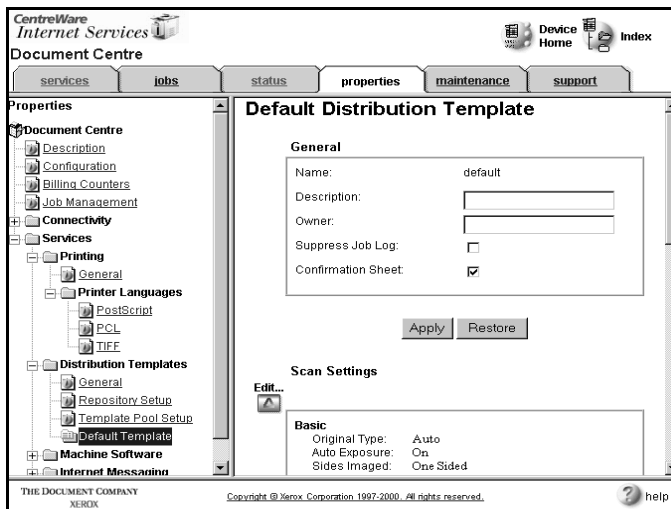 CentreWare
Internet Services
Document Centre
Device
Home
Index
services
jobs
status
properties
maintenance
support
Properties
Document Centre
Description
Configuration
Billing Counters
Job Management
Connectivity
Services
Printing
General
Printer Languages
PostScript
PCL
TIFF
Distribution Templates
General
Repository Setup
Template Pool Setup
Default Template
Machine Software
Internet Messaging
Default Distribution Template
General
Name: default
Description:
Owner:
Suppress Job Log:
Confirmation Sheet:
Apply
Restore
Scan Settings
Edit...
Basic
Original Type: Auto
Auto Exposure: On
Sides Imaged: One Sided
THE DOCUMENT COMPANY
XEROX
Copyright © Xerox Corporation 1997-2000. All rights reserved.
help